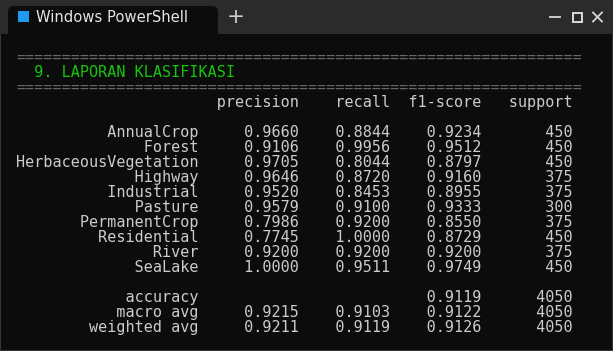 Windows PowerShell
===============================================================
9. LAPORAN KLASIFIKASI
===============================================================
precision recall f1-score support
AnnualCrop 0.9660 0.8844 0.9234 450
Forest 0.9106 0.9956 0.9512 450
HerbaceousVegetation 0.9705 0.8044 0.8797 450
Highway 0.9646 0.8720 0.9160 375
Industrial 0.9520 0.8453 0.8955 375
Pasture 0.9579 0.9100 0.9333 300
PermanentCrop 0.7986 0.9200 0.8550 375
Residential 0.7745 1.0000 0.8729 450
River 0.9200 0.9200 0.9200 375
SeaLake 1.0000 0.9511 0.9749 450
accuracy 0.9119 4050
macro avg 0.9215 0.9103 0.9122 4050
weighted avg 0.9211 0.9119 0.9126 4050